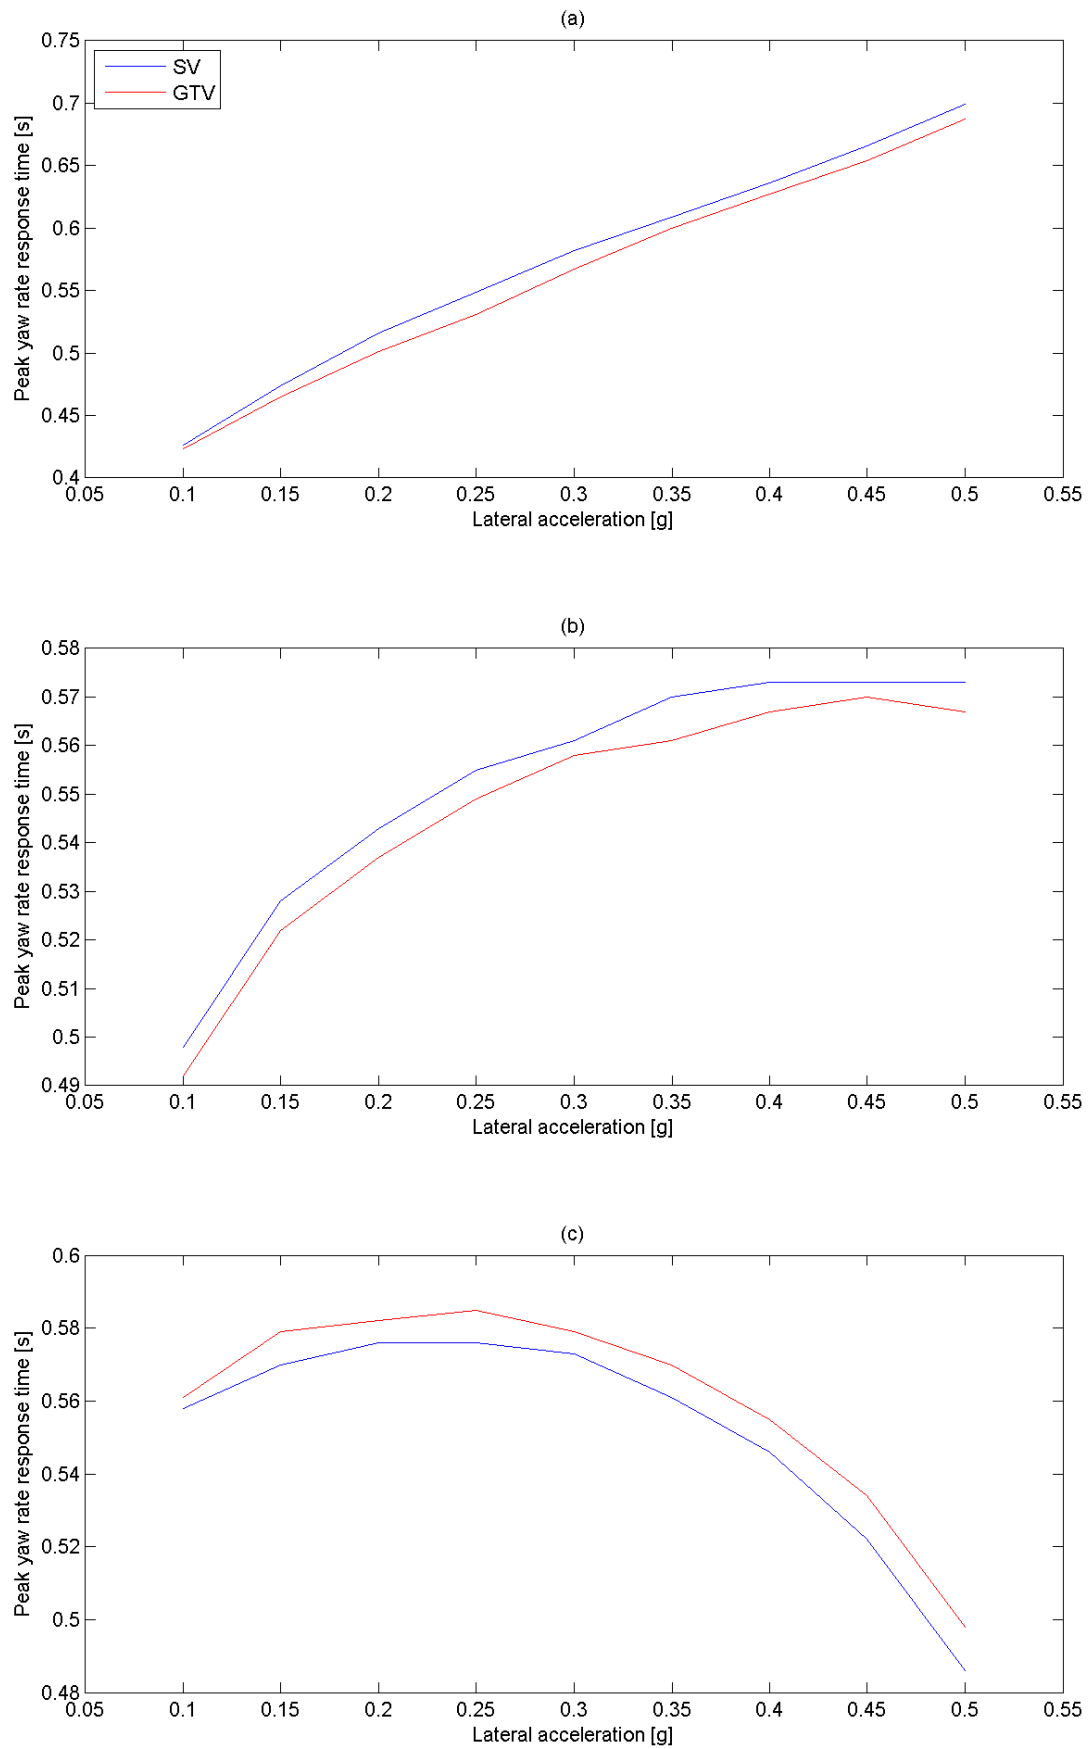 (a)
0.75
0.7
0.65
0.6
0.55
0.5
0.45
0.4
Peak yaw rate response time [s]
SV
GTV
0.05 0.1 0.15 0.2 0.25 0.3 0.35 0.4 0.45 0.5 0.55
Lateral acceleration [g]
(b)
0.58
0.57
0.56
0.55
0.54
0.53
0.52
0.51
0.5
0.49
Peak yaw rate response time [s]
0.05 0.1 0.15 0.2 0.25 0.3 0.35 0.4 0.45 0.5 0.55
Lateral acceleration [g]
(c)
0.6
0.58
0.56
0.54
0.52
0.5
0.48
Peak yaw rate response time [s]
0.05 0.1 0.15 0.2 0.25 0.3 0.35 0.4 0.45 0.5 0.55
Lateral acceleration [g]